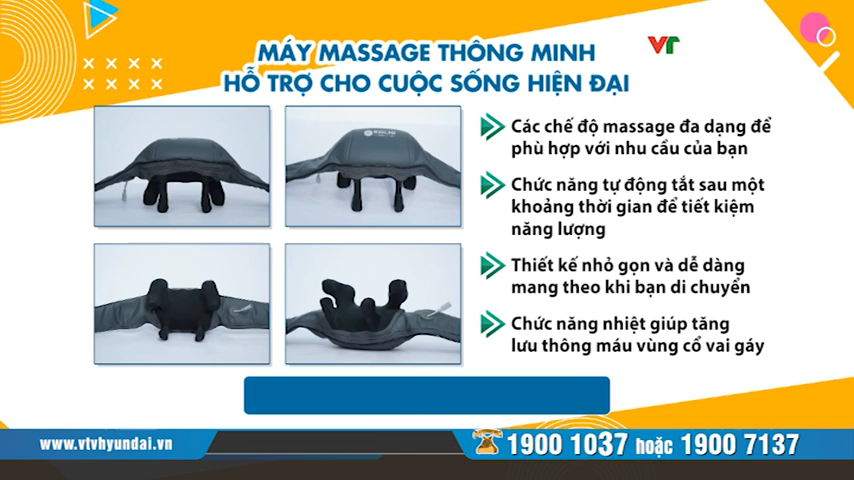 MÁY MASSAGE THÔNG MINH
HỖ TRỢ CHO CUỘC SỐNG HIỆN ĐẠI
VT
Các chế độ massage đa dạng để
phù hợp với nhu cầu của bạn
Chức năng tự động tắt sau một
khoảng thời gian để tiết kiệm
năng lượng
Thiết kế nhỏ gọn và dễ dàng
mang theo khi bạn di chuyển
Chức năng nhiệt giúp tăng
lưu thông máu vùng cổ vai gáy
www.vtvhyundai.vn
1900 1037 hoặc 1900 7137